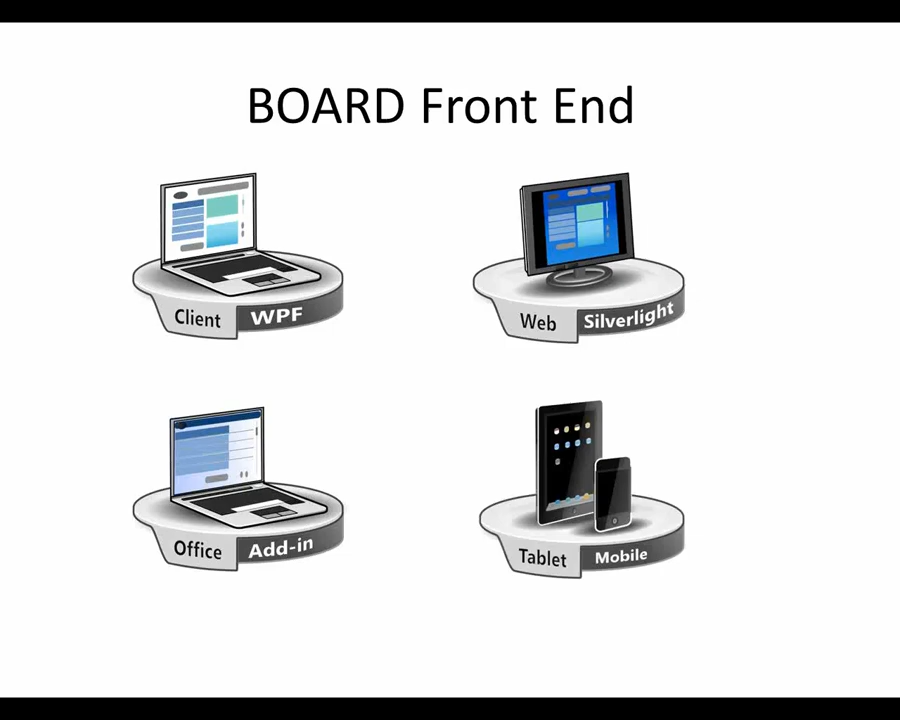 BOARD Front End
Client WPF
Web Silverlight
Office Add-in
Tablet Mobile